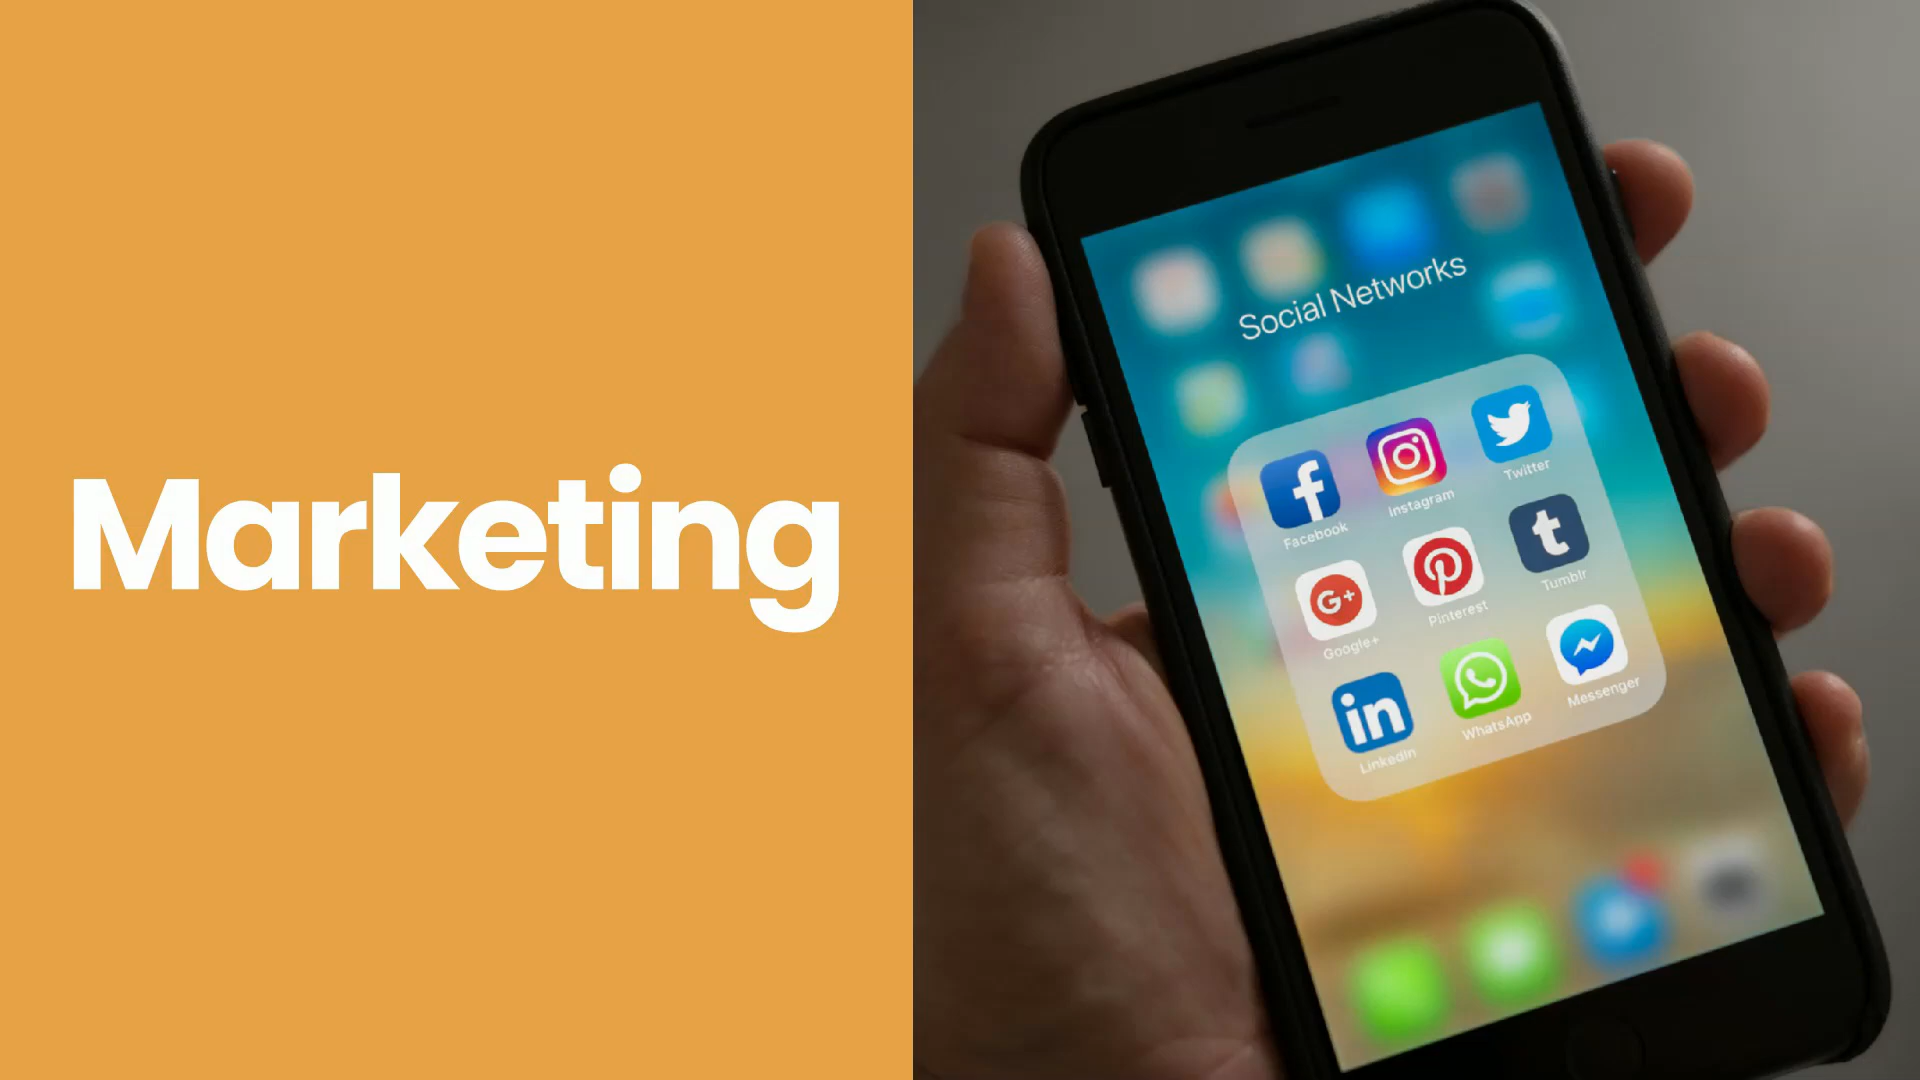 Marketing
Social Networks
Facebook
Instagram
Twitter
Google+
Pinterest
Tumblr
LinkedIn
WhatsApp
Messenger